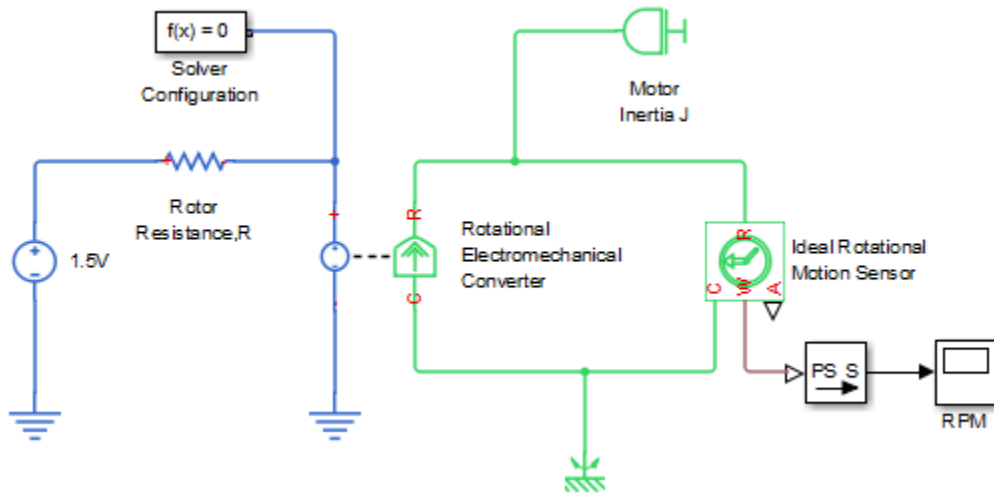 f(x) = 0
Solver
Configuration
Motor
Inertia J
+
Rotor
Resistance,R
+
-
1.5V
R
C
Rotational
Electromechanical
Converter
R
C
W
A
Ideal Rotational
Motion Sensor
PS S
RPM